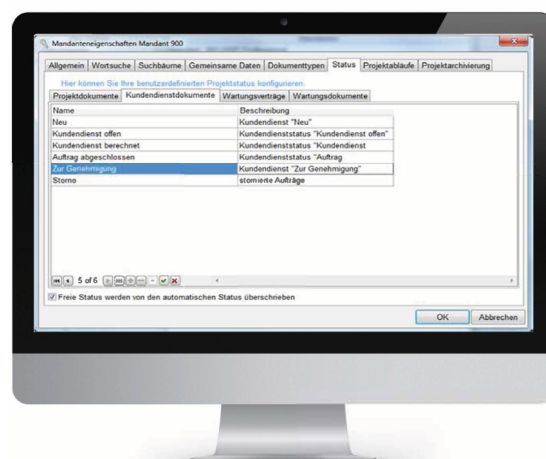 Mandanteneigenschaften Mandant 900
Allgemein Wortsuche Suchbäume Gemeinsame Daten Dokumenttypen Status Projektabläufe Projektarchivierung
Hier können Sie Ihre benutzerdefinierten Projektstatus konfigurieren.
Projektdokumente Kundendienstdokumente Wartungsverträge Wartungsdokumente
Name Beschreibung
Neu Kundendienst "Neu"
Kundendienst offen Kundendienststatus "Kundendienst offen"
Kundendienst berechnet Kundendienststatus "Kundendienst
Auftrag abgeschlossen Kundendienststatus "Auftrag
Zur Genehmigung Kundendienst "Zur Genehmigung"
Storno stornierte Aufträge
5 of 6
Freie Status werden von den automatischen Status überschrieben
OK Abbrechen